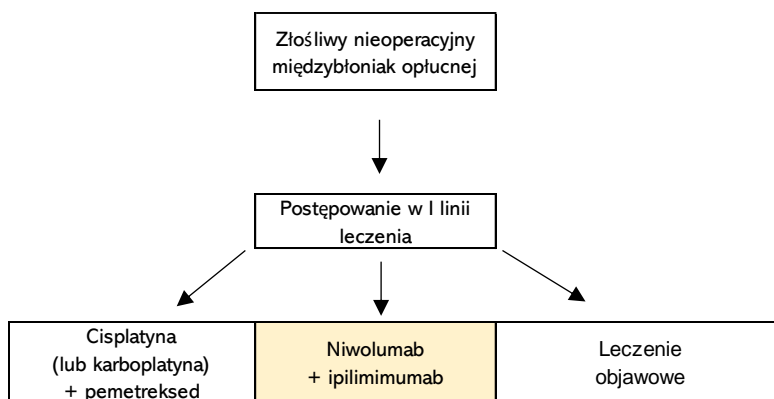 Złośliwy nieoperacyjny
międzybłoniak opłucnej
Postępowanie w I linii
leczenia
Cisplatyna
(lub karboplatyna)
+ pemetreksed
Niwolumab
+ ipilimimumab
Leczenie
objawowe